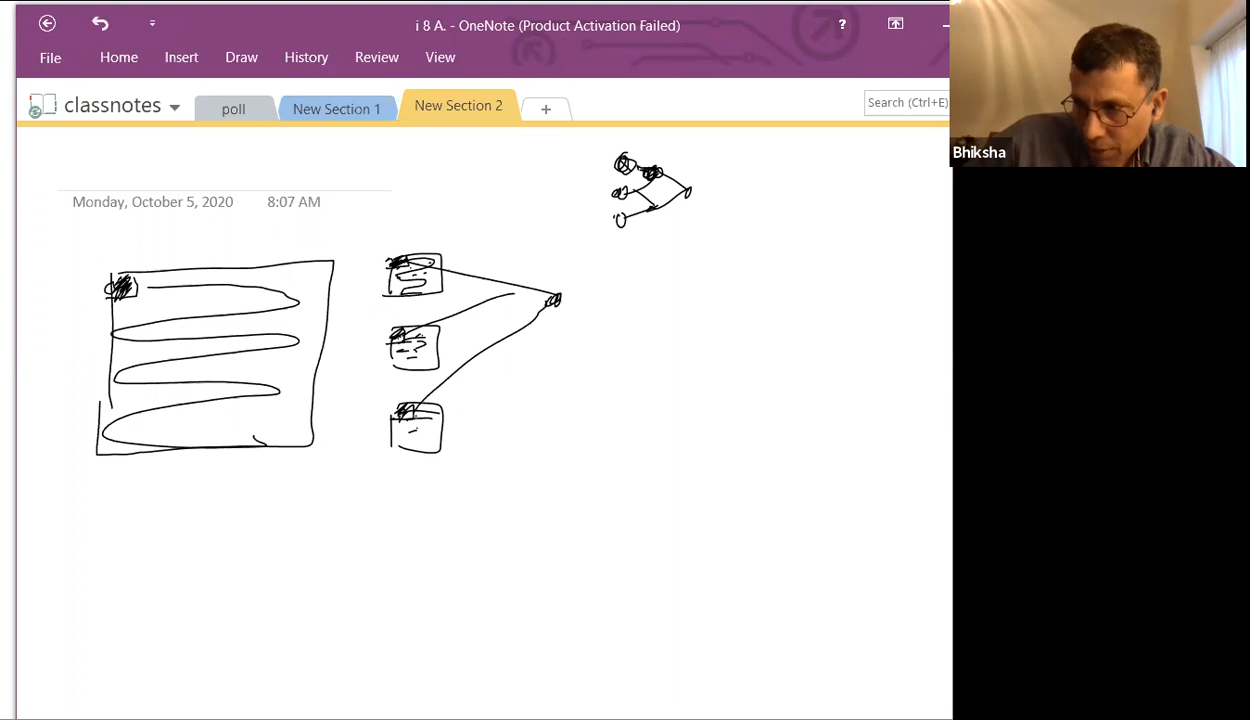 i 8 A. - OneNote (Product Activation Failed)
?
File Home Insert Draw History Review View
classnotes poll New Section 1 New Section 2 +
Search (Ctrl+E)
Bhiksha
Monday, October 5, 2020 8:07 AM